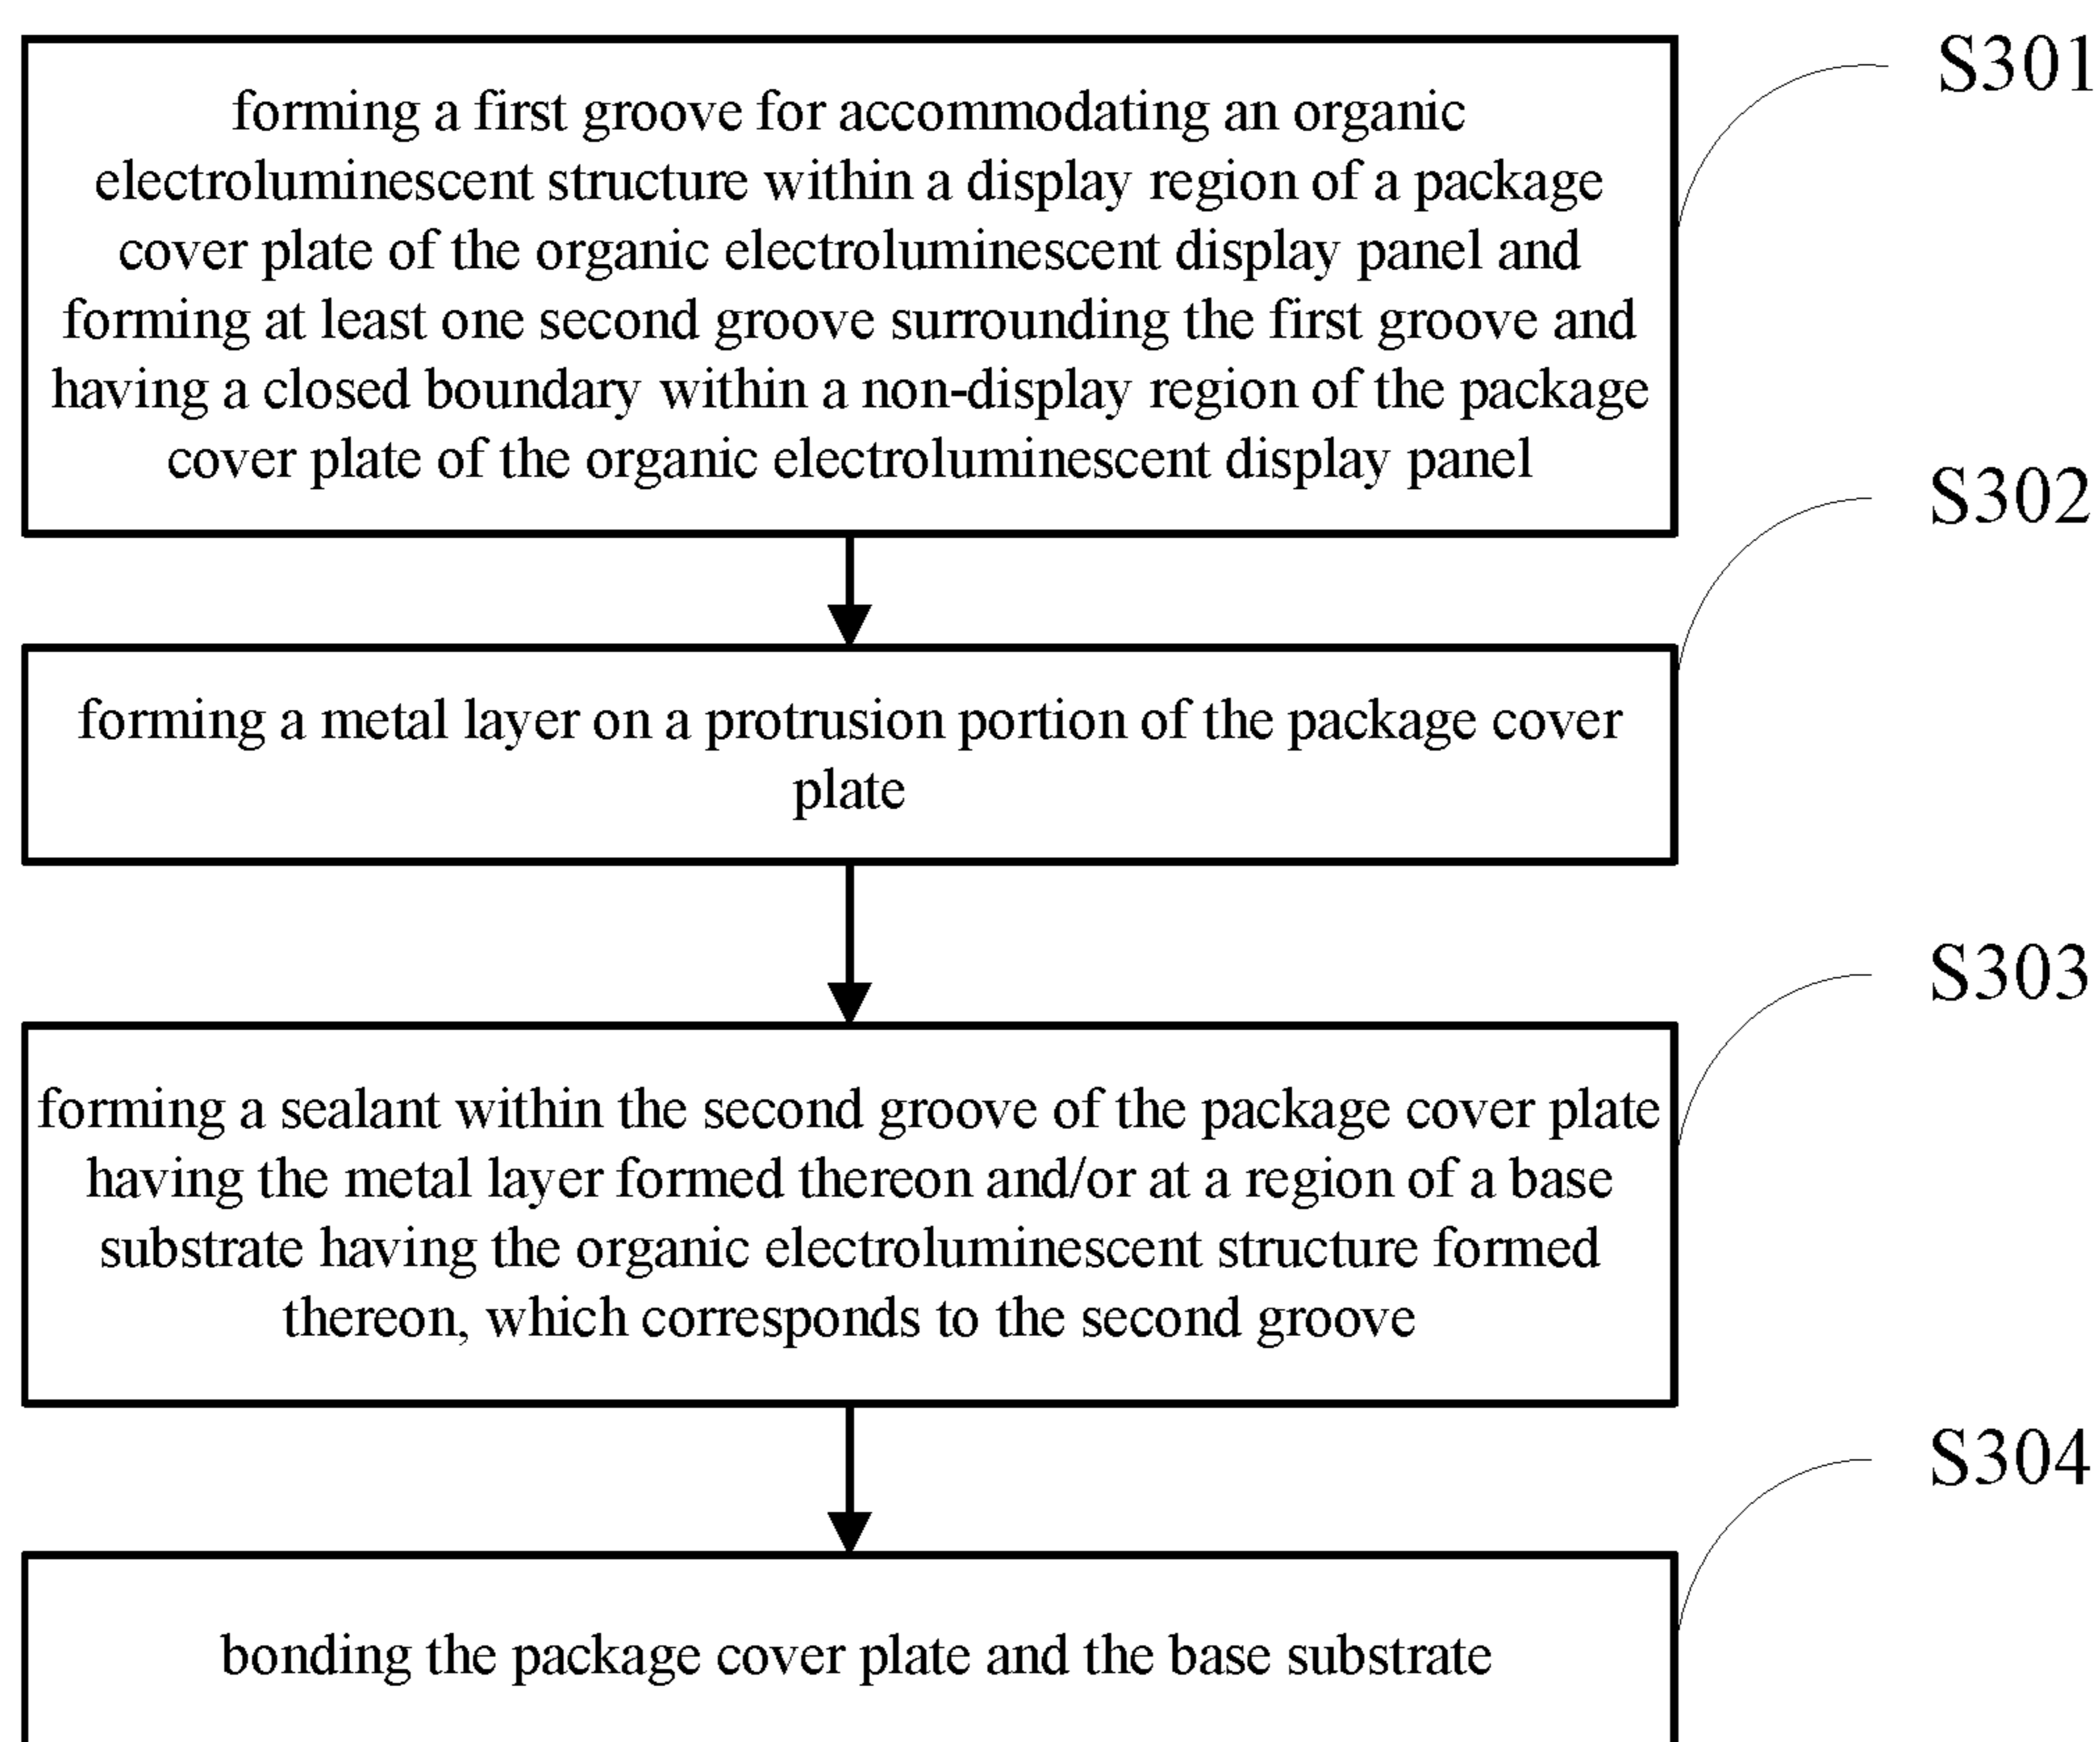 S301
forming a first groove for accommodating an organic
electroluminescent structure within a display region of a package
cover plate of the organic electroluminescent display panel and
forming at least one second groove surrounding the first groove and
having a closed boundary within a non-display region of the package
cover plate of the organic electroluminescent display panel
S302
forming a metal layer on a protrusion portion of the package cover
plate
S303
forming a sealant within the second groove of the package cover plate
having the metal layer formed thereon and/or at a region of a base
substrate having the organic electroluminescent structure formed
thereon, which corresponds to the second groove
S304
bonding the package cover plate and the base substrate